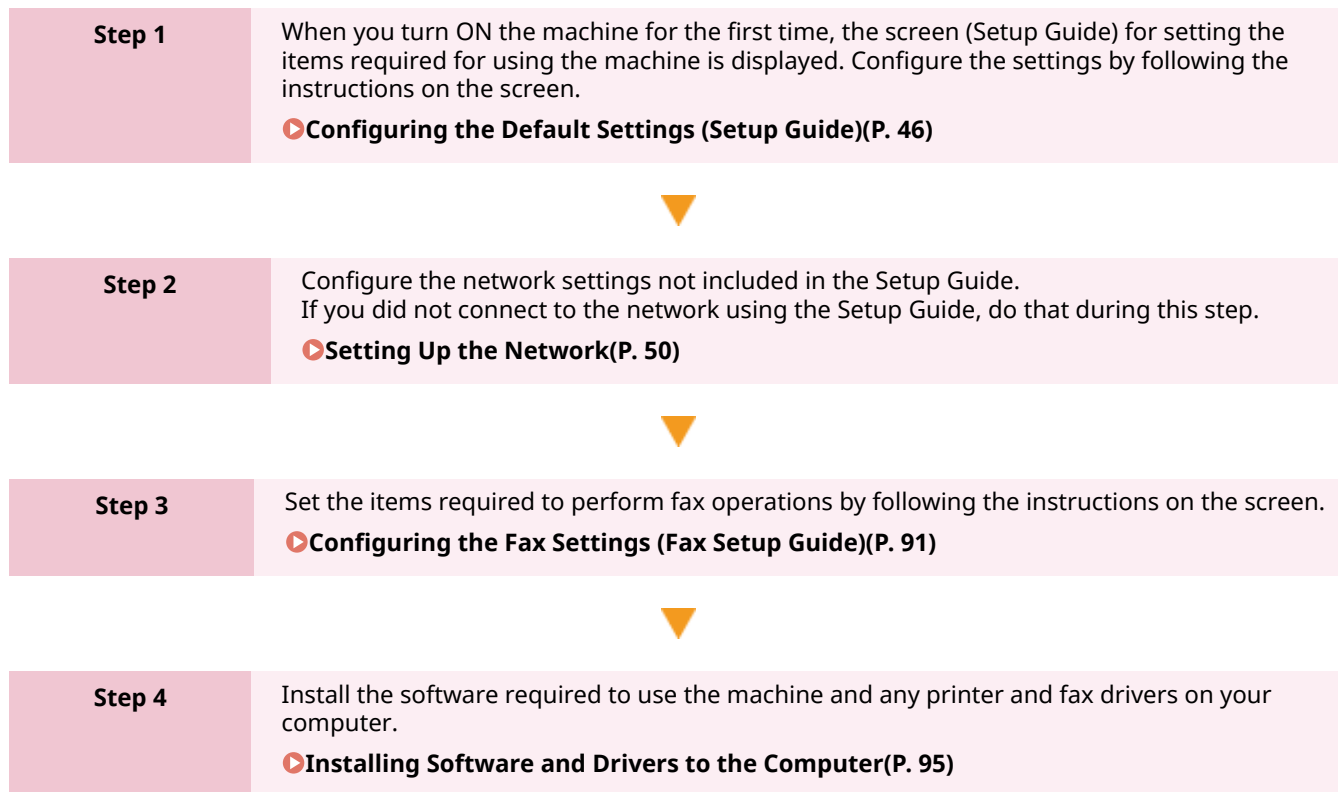 Step 1
When you turn ON the machine for the first time, the screen (Setup Guide) for setting the
items required for using the machine is displayed. Configure the settings by following the
instructions on the screen.
Configuring the Default Settings (Setup Guide)(P. 46)
Step 2
Configure the network settings not included in the Setup Guide.
If you did not connect to the network using the Setup Guide, do that during this step.
Setting Up the Network(P. 50)
Step 3
Set the items required to perform fax operations by following the instructions on the screen.
Configuring the Fax Settings (Fax Setup Guide)(P. 91)
Step 4
Install the software required to use the machine and any printer and fax drivers on your
computer.
Installing Software and Drivers to the Computer(P. 95)